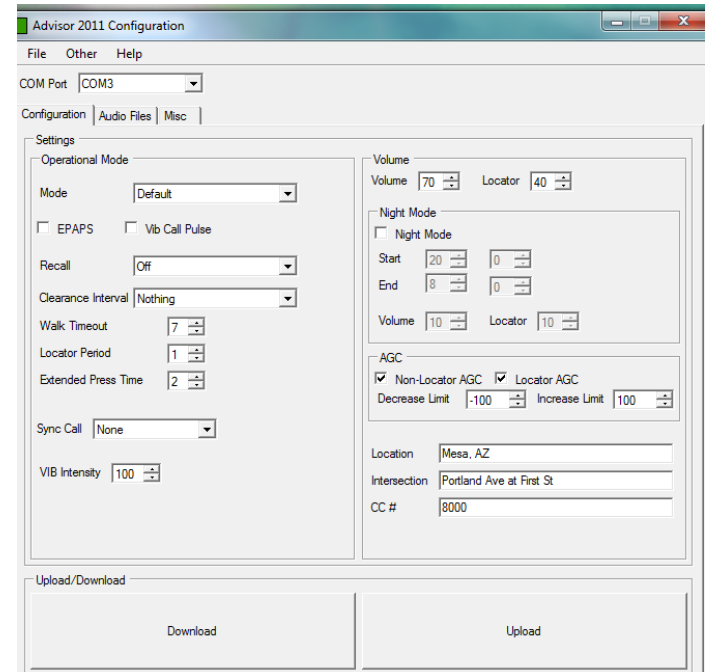 Advisor 2011 Configuration
File Other Help
COM Port COM3
Configuration Audio Files Misc
Settings
Operational Mode
Mode Default
EPAPS Vib Call Pulse
Recall Off
Clearance Interval Nothing
Walk Timeout 7
Locator Period 1
Extended Press Time 2
Sync Call None
VIB Intensity 100
Volume
Volume 70 Locator 40
Night Mode
Night Mode
Start 20 0
End 8 0
Volume 10 Locator 10
AGC
Non-Locator AGC Locator AGC
Decrease Limit -100 Increase Limit 100
Location Mesa, AZ
Intersection Portland Ave at First St
CC # 8000
Upload/Download
Download Upload